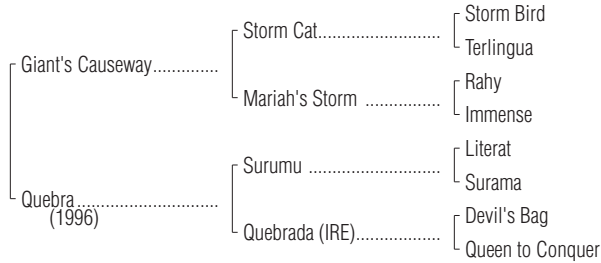 Storm Bird
Storm Cat..........................
Terlingua
Giant's Causeway..............
Rahy
Mariah's Storm ................
Immense
Literat
Surumu ............................
Surama
Quebra..............................
(1996)
Devil's Bag
Quebrada (IRE)..................
Queen to Conquer